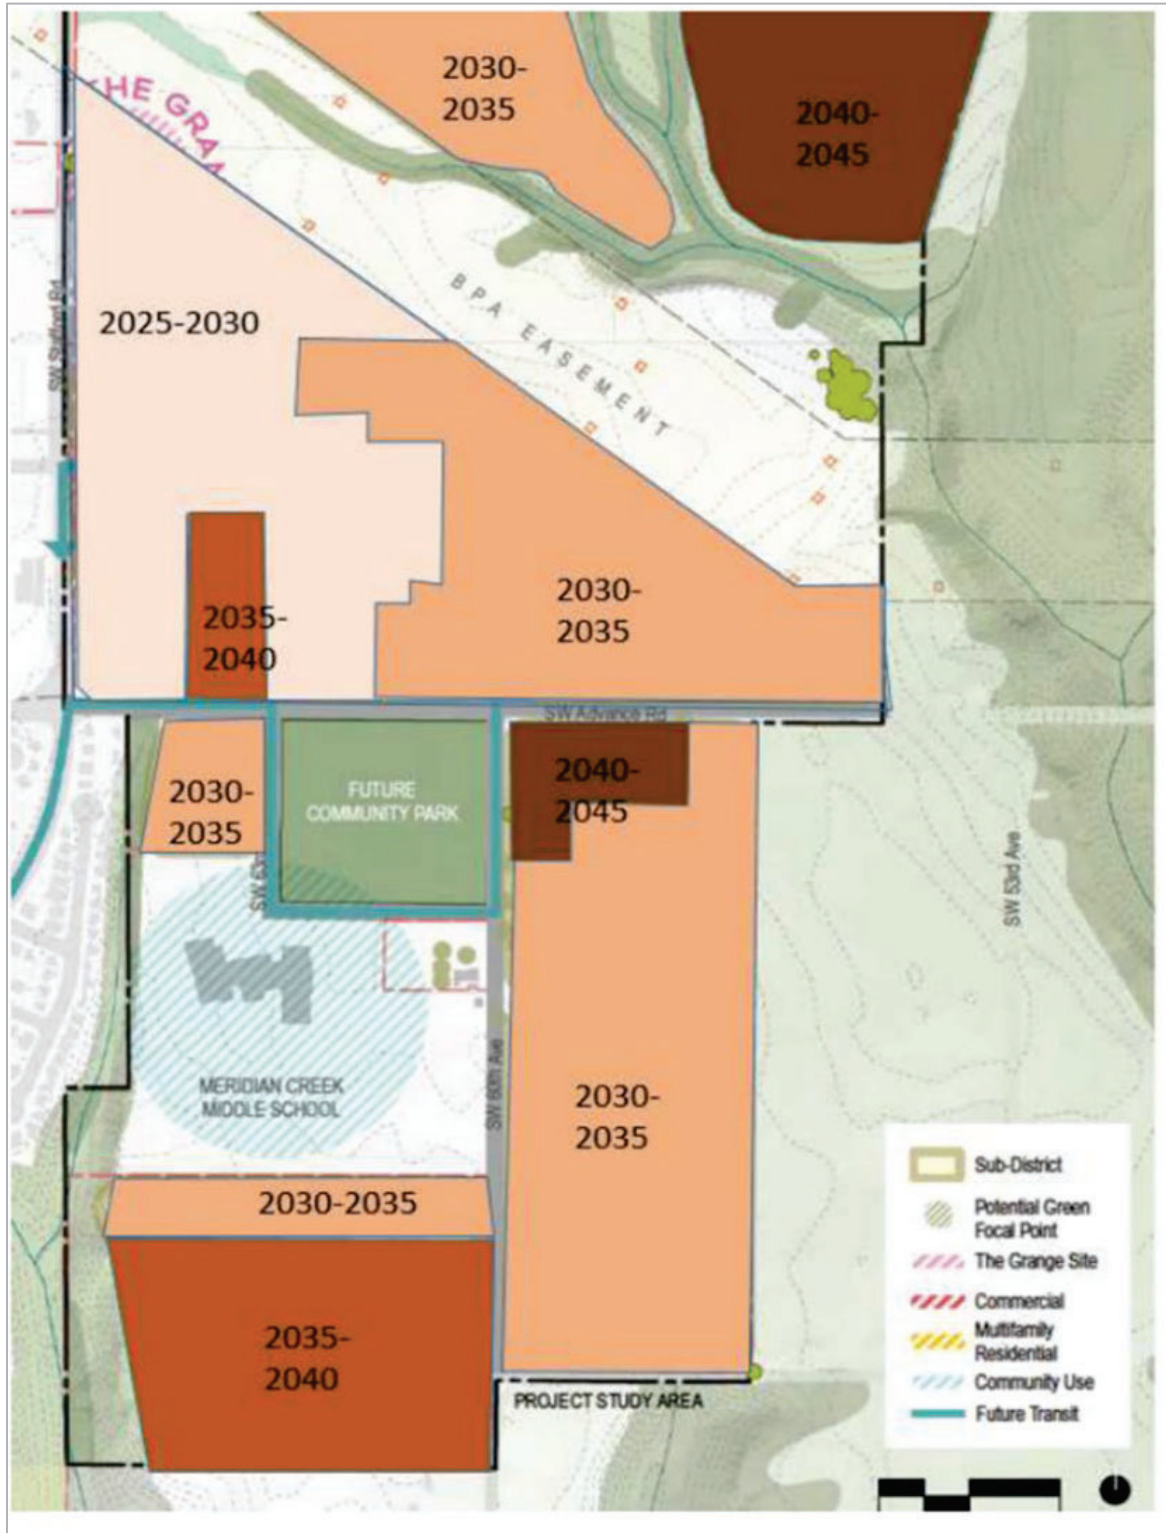 2030-
2035
2040-
2045
HE GRA
2025-2030
SW Stafford Rd
BPA EASEMENT
2035-
2040
2030-
2035
SW Advance Rd
2030-
2035
FUTURE
COMMUNITY PARK
2040-
2045
SW 63r
SW 53rd Ave
MERIDIAN CREEK
MIDDLE SCHOOL
SW 60th Ave
2030-
2035
2030-2035
2035-
2040
PROJECT STUDY AREA
Sub-District
Potential Green
Focal Point
The Grange Site
Commercial
Multifamily
Residential
Community Use
Future Transit